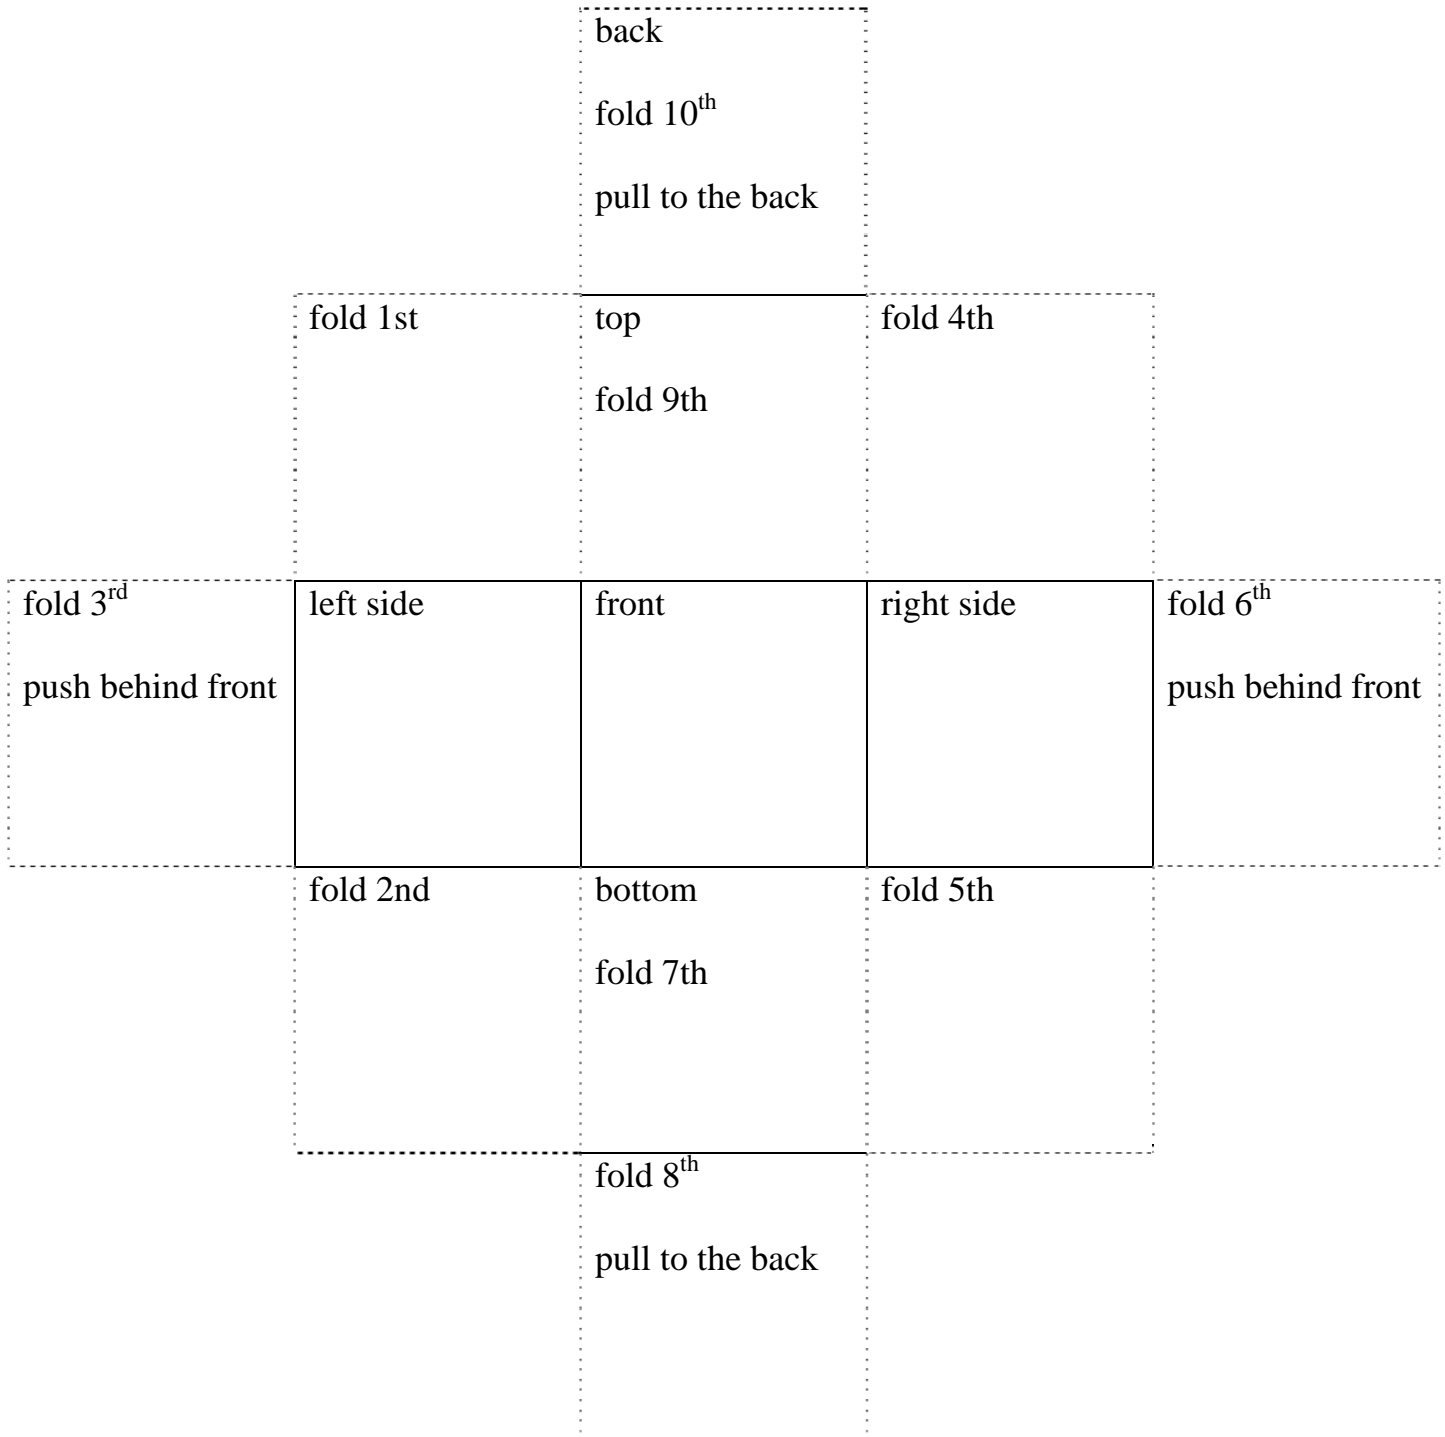 back
fold 10th
pull to the back
fold 1st
top
fold 4th
fold 9th
fold 3rd
left side
front
right side
fold 6th
push behind front
push behind front
fold 2nd
bottom
fold 5th
fold 7th
fold 8th
pull to the back